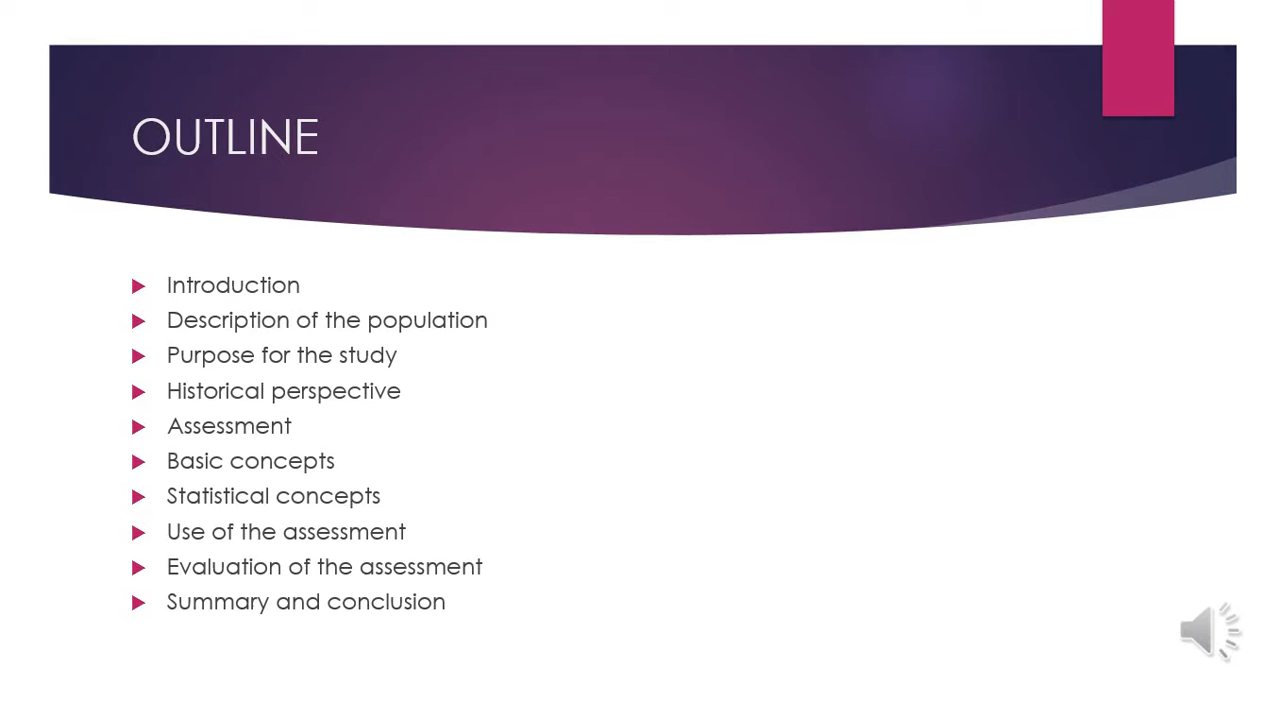 OUTLINE
Introduction
Description of the population
Purpose for the study
Historical perspective
Assessment
Basic concepts
Statistical concepts
Use of the assessment
Evaluation of the assessment
Summary and conclusion